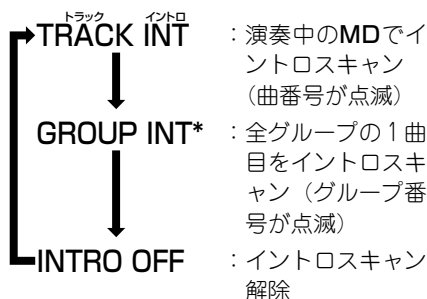 トラック イントロ
TRACK INT
：演奏中のMDでイ
ントロスキャン
（曲番号が点滅）
GROUP INT*
：全グループの１曲
目をイントロスキ
ャン（グループ番
号が点滅）
INTRO OFF
：イントロスキャン
解除